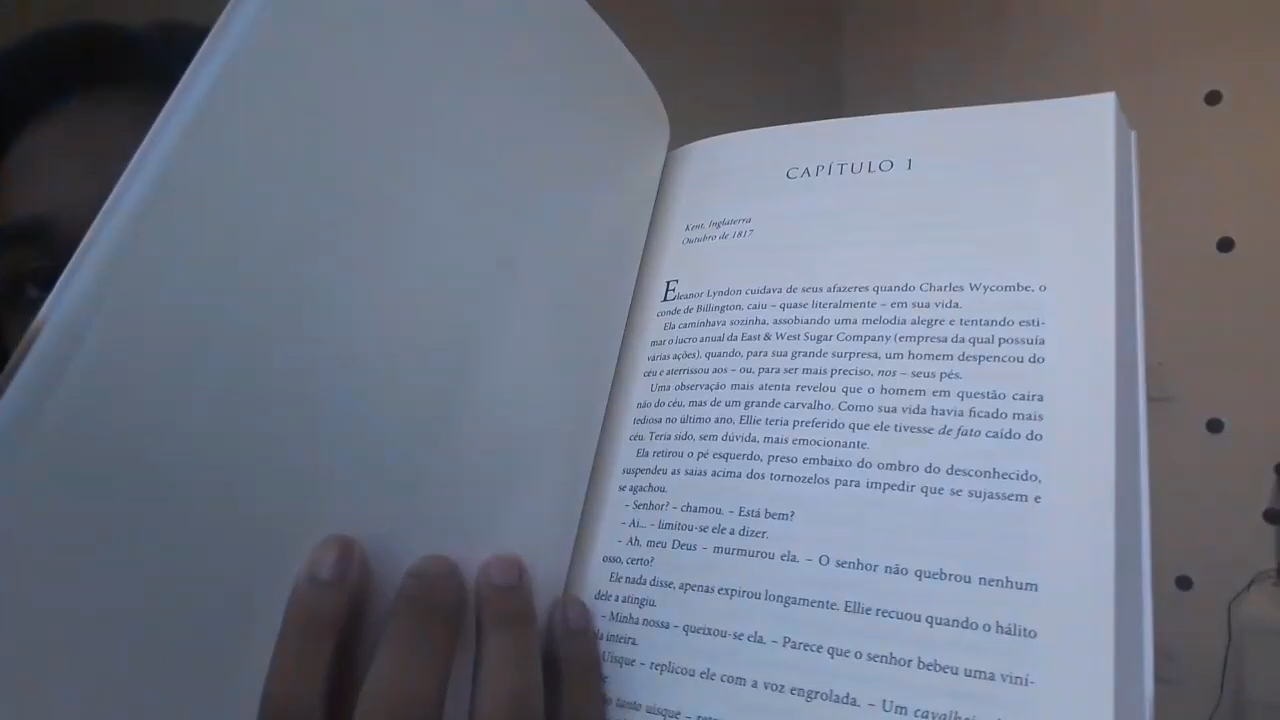 CAPÍTULO 1
Kent, Inglaterra
Outubro de 1817
Eleanor Lyndon cuidava de seus afazeres quando Charles Wycombe, o
conde de Billington, caiu – quase literalmente – em sua vida.
Ela caminhava sozinha, assobiando uma melodia alegre e tentando esti-
mar o lucro anual da East & West Sugar Company (empresa da qual possuía
várias ações), quando, para sua grande surpresa, um homem despencou do
céu e aterrissou aos – ou, para ser mais preciso, nos – seus pés.
Uma observação mais atenta revelou que o homem em questão caíra
não do céu, mas de um grande carvalho. Como sua vida havia ficado mais
tediosa no último ano, Ellie teria preferido que ele tivesse de fato caído do
céu. Teria sido, sem dúvida, mais emocionante.
Ela retirou o pé esquerdo, preso embaixo do ombro do desconhecido,
suspendeu as saias acima dos tornozelos para impedir que se sujassem e
se agachou.
– Senhor? – chamou. – Está bem?
– Ai... – limitou-se ele a dizer.
– Ah, meu Deus – murmurou ela. – O senhor não quebrou nenhum
osso, certo?
Ele nada disse, apenas expirou longamente. Ellie recuou quando o hálito
dele a atingiu.
– Minha nossa – queixou-se ela. – Parece que o senhor bebeu uma viní-
la inteira.
Uísque – replicou ele com a voz engrolada. – Um
tanto uísque –